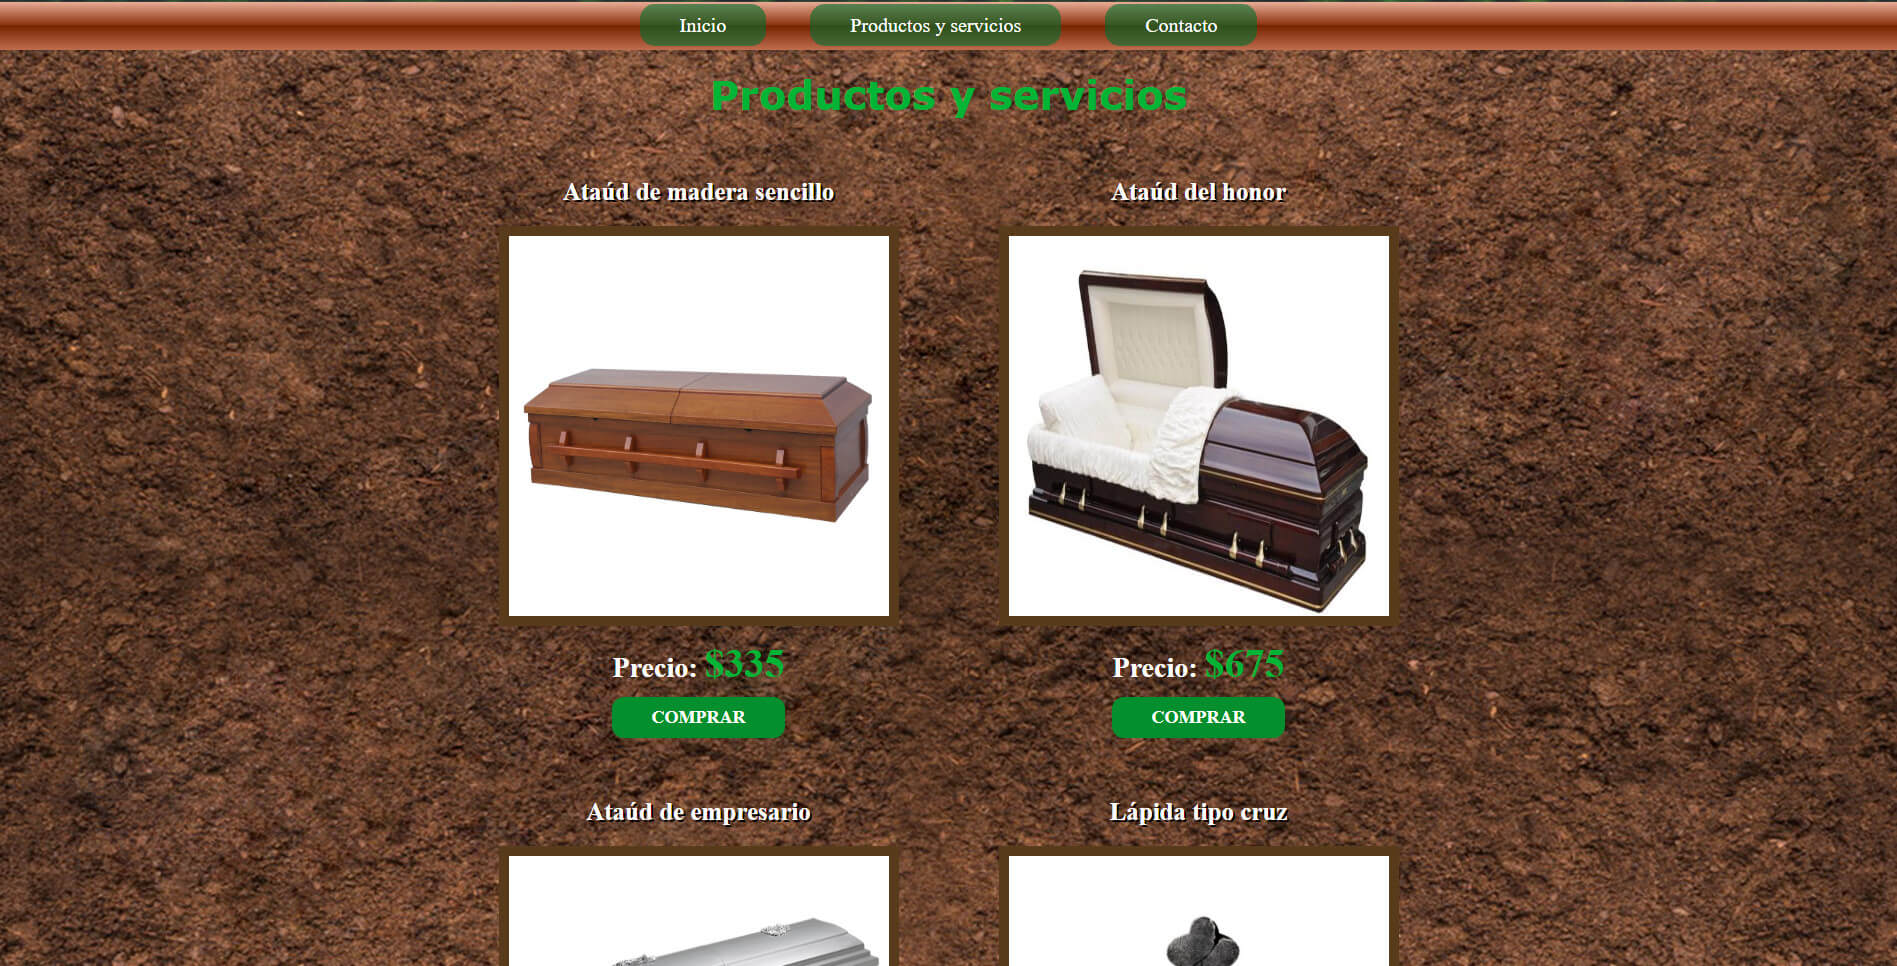 Inicio
Productos y servicios
Contacto
Productos y servicios
Ataúd de madera sencillo
Ataúd del honor
Precio: $335
Precio: $675
COMPRAR
COMPRAR
Ataúd de empresario
Lápida tipo cruz